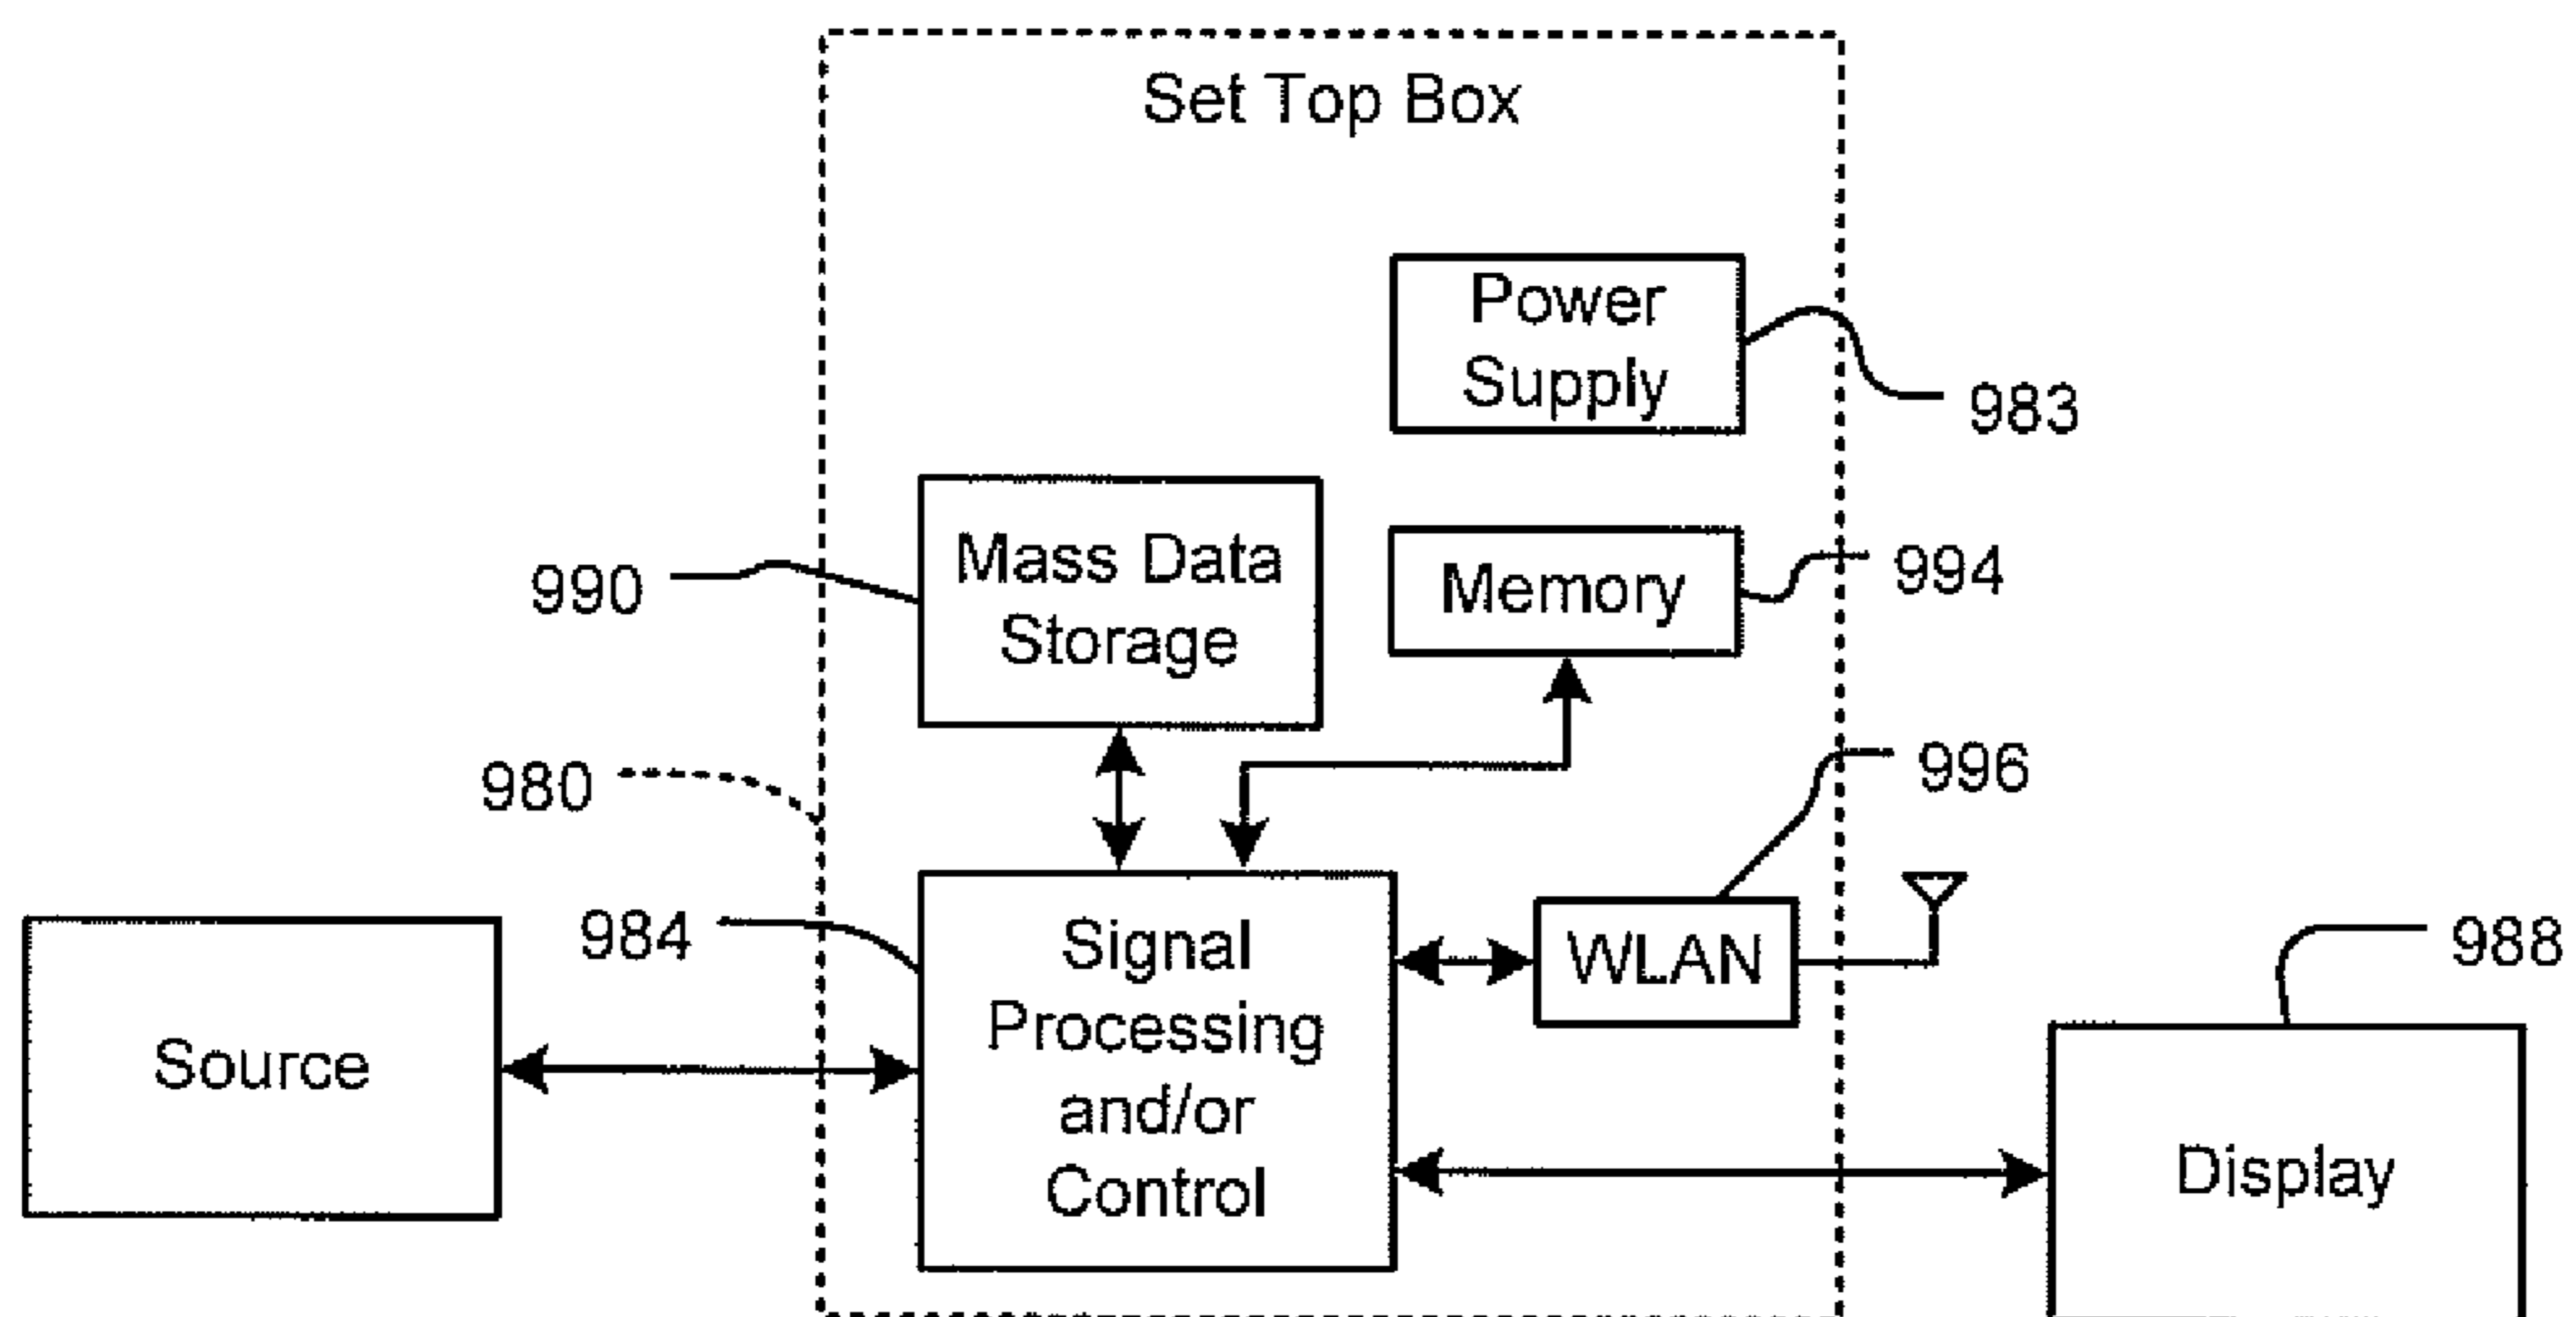 Set Top Box
Power
Supply
983
Mass Data
Storage
990
Memory
994
980
996
984
Signal
Processing
and/or
Control
WLAN
988
Source
Display